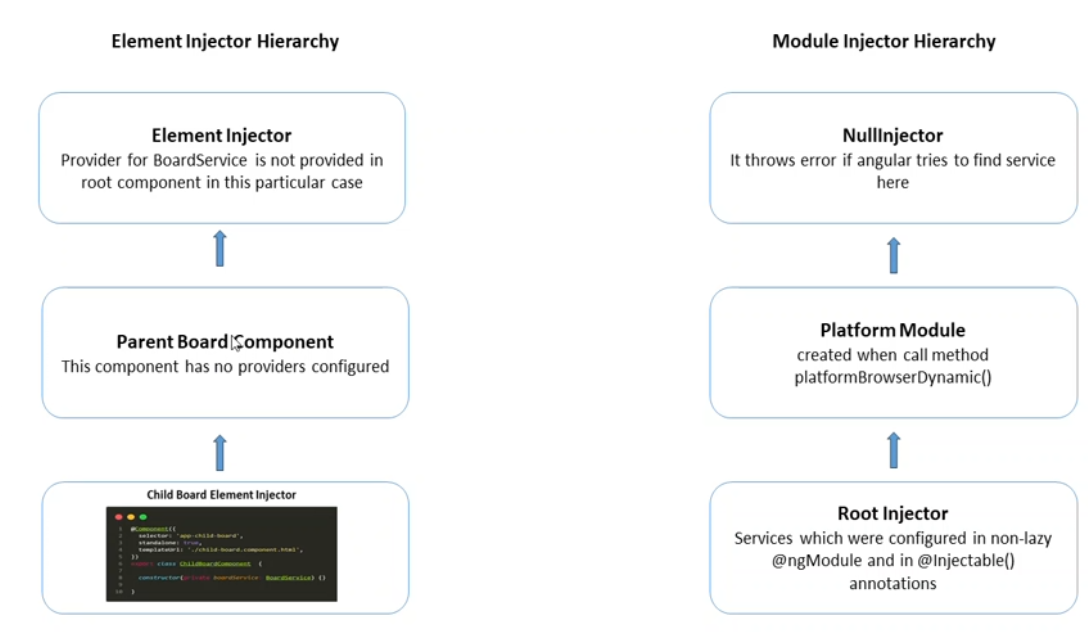 Element Injector Hierarchy
Element Injector
Provider for BoardService is not provided in
root component in this particular case
Parent Board Component
This component has no providers configured
Child Board Element Injector
1 @Component({
2 selector: 'app-child-board',
3 standalone: true,
4 templateUrl: './child-board.component.html',
5 })
6 export class ChildBoardComponent {
7
8 constructor(private boardService: BoardService) {}
9
10 }
Module Injector Hierarchy
NullInjector
It throws error if angular tries to find service
here
Platform Module
created when call method
platformBrowserDynamic()
Root Injector
Services which were configured in non-lazy
@ngModule and in @Injectable()
annotations